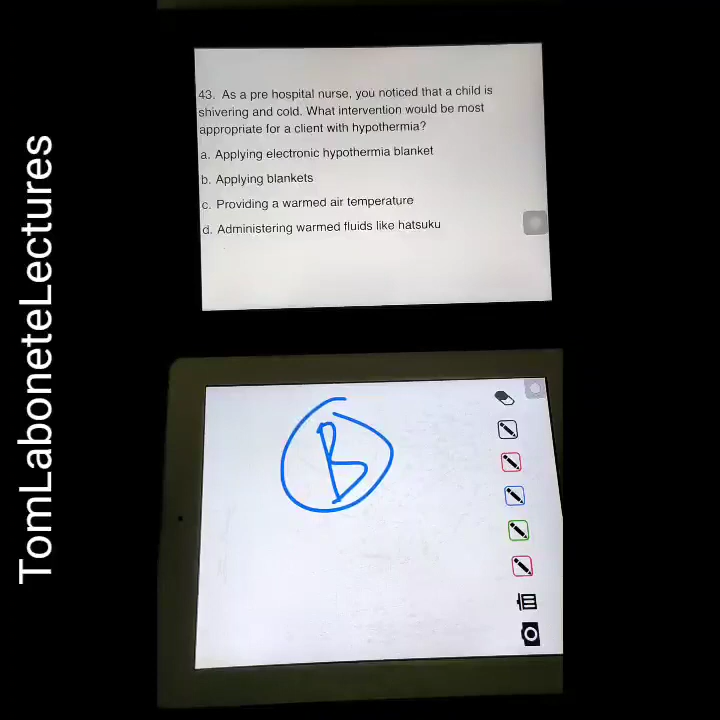 TomLaboneteLectures
43. As a pre hospital nurse, you noticed that a child is
shivering and cold. What intervention would be most
appropriate for a client with hypothermia?
a. Applying electronic hypothermia blanket
b. Applying blankets
c. Providing a warmed air temperature
d. Administering warmed fluids like hatsuku
B